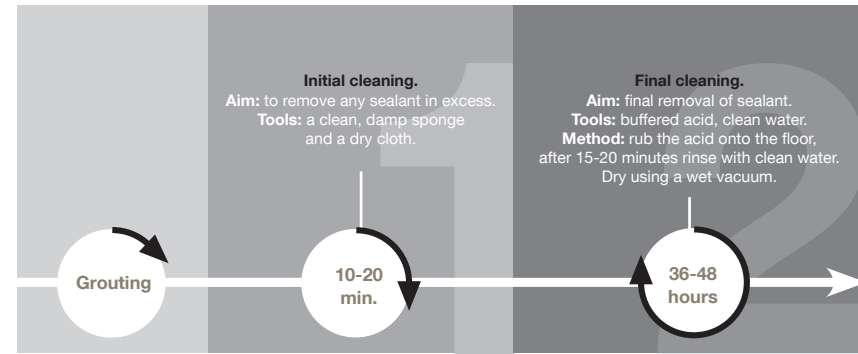 Initial cleaning.
Aim: to remove any sealant in excess.
Tools: a clean, damp sponge
and a dry cloth.
Final cleaning.
Aim: final removal of sealant.
Tools: buffered acid, clean water.
Method: rub the acid onto the floor,
after 15-20 minutes rinse with clean water.
Dry using a wet vacuum.
1
2
Grouting
10-20
min.
36-48
hours